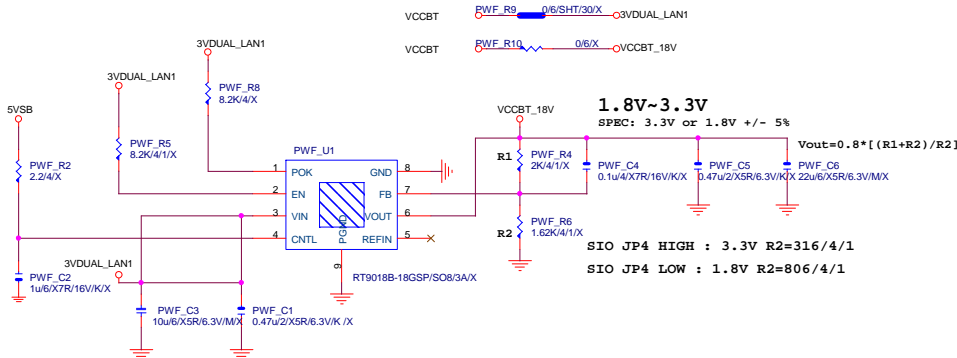 VCCBT PWF_R9 0/6/SHT/30/X 3VDUAL_LAN1
VCCBT PWF_R10 0/6/X VCCBT_18V
3VDUAL_LAN1
PWF_R8
8.2K/4/X
3VDUAL_LAN1
PWF_R5
8.2K/4/1/X
5VSB
PWF_R2
2.2/4/X
PWF_U1
1 POK GND 8
2 EN FB 7
3 VIN VOUT 6
4 CNTL REFIN 5
PGND
9
RT9018B-18GSP/SO8/3A/X
PWF_C2
1u/6/X7R/16V/K/X
3VDUAL_LAN1
PWF_C3
10u/6/X5R/6.3V/M/X
PWF_C1
0.47u/2/X5R/6.3V/K /X
VCCBT_18V
1.8V~3.3V
SPEC: 3.3V or 1.8V +/- 5%
Vout=0.8*[(R1+R2)/R2]
R1
PWF_R4
2K/4/1/X
PWF_C4
0.1u/4/X7R/16V/K/X
PWF_C5
0.47u/2/X5R/6.3V/K/X
PWF_C6
22u/6/X5R/6.3V/M/X
R2
PWF_R6
1.62K/4/1/X
SIO JP4 HIGH : 3.3V R2=316/4/1
SIO JP4 LOW : 1.8V R2=806/4/1